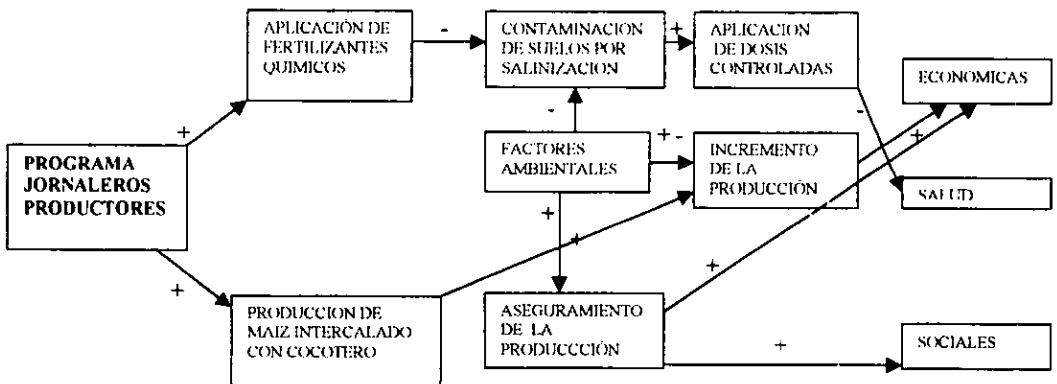 APLICACIÓN DE
FERTILIZANTES
QUIMICOS
-
CONTAMINACION
DE SUELOS POR
SALINIZACION
+
APLICACION
DE DOSIS
CONTROLADAS
ECONOMICAS
+
-
-
+
PROGRAMA
JORNALEROS
PRODUCTORES
FACTORES
AMBIENTALES
+ -
INCREMENTO
DE LA
PRODUCCIÓN
SALUD
+
+
+
+
PRODUCCION DE
MAIZ INTERCALADO
CON COCOTERO
ASEGURAMIENTO
DE LA
PRODUCCCIÓN
+
SOCIALES